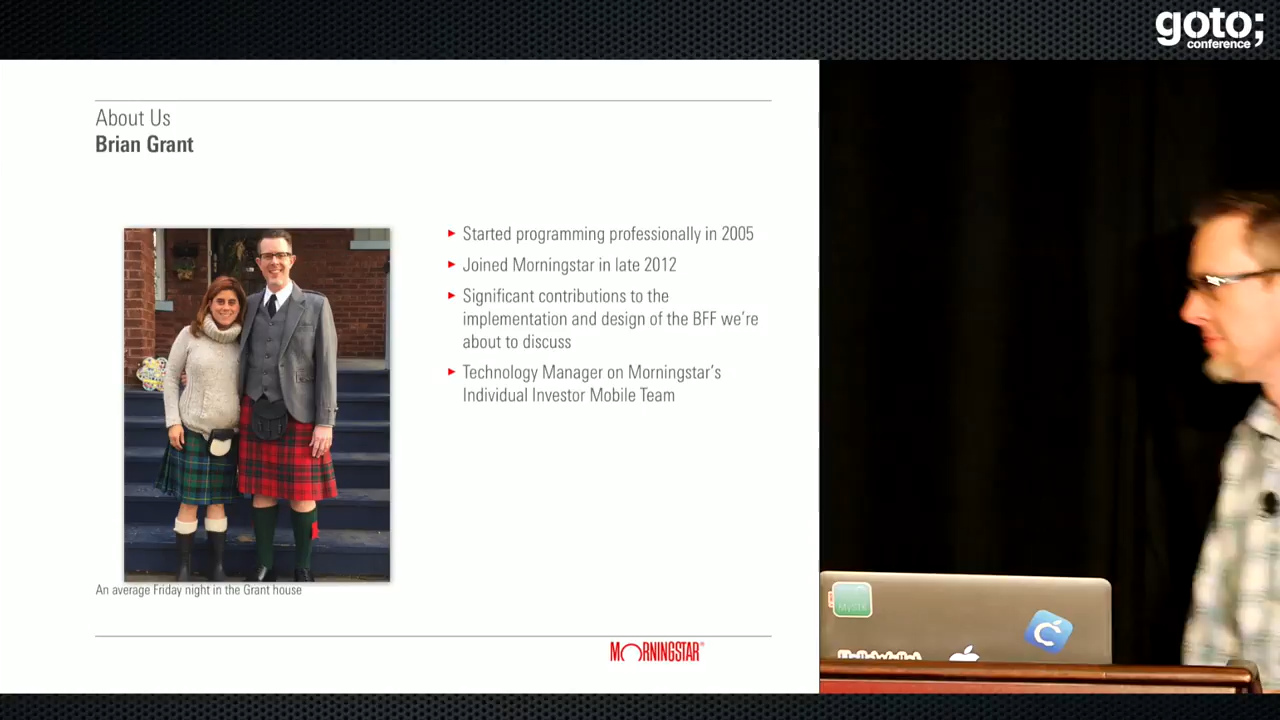 goto;
conference
About Us
Brian Grant
Started programming professionally in 2005
Joined Morningstar in late 2012
Significant contributions to the
implementation and design of the BFF we're
about to discuss
Technology Manager on Morningstar's
Individual Investor Mobile Team
An average Friday night in the Grant house
MORNINGSTAR®